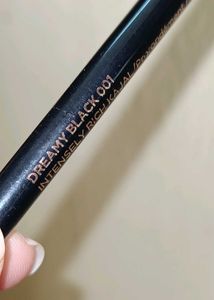 DREAMY BLACK 001
INTENSELY RICH KAJAL